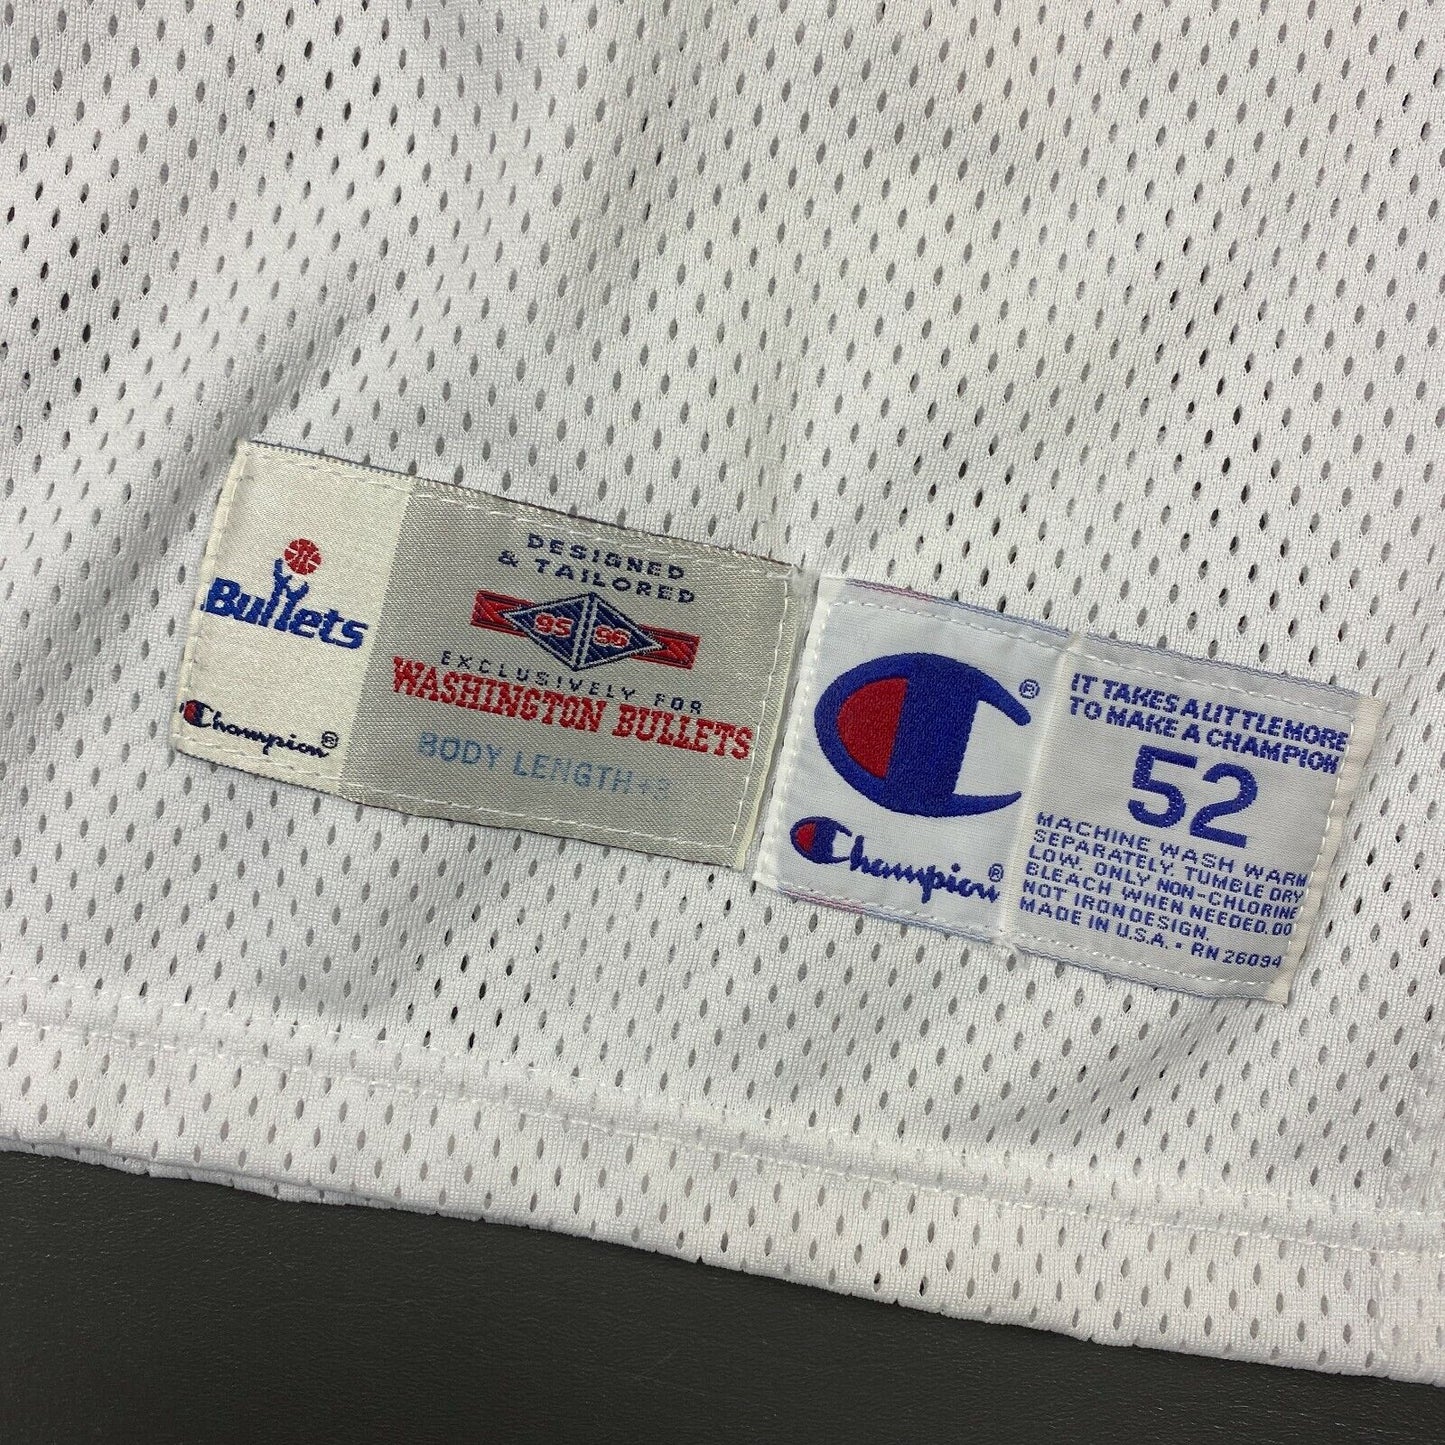 Bullets
Champion®
DESIGNED
& TAILORED
95 96
EXCLUSIVELY FOR
WASHINGTON BULLETS
BODY LENGTH+3
®
Champion®
IT TAKES A LITTLE MORE
TO MAKE A CHAMPION
52
MACHINE WASH WARM
SEPARATELY. TUMBLE DRY
LOW. ONLY NON-CHLORINE
BLEACH WHEN NEEDED. DO
NOT IRON DESIGN.
MADE IN U.S.A. • RN 26094